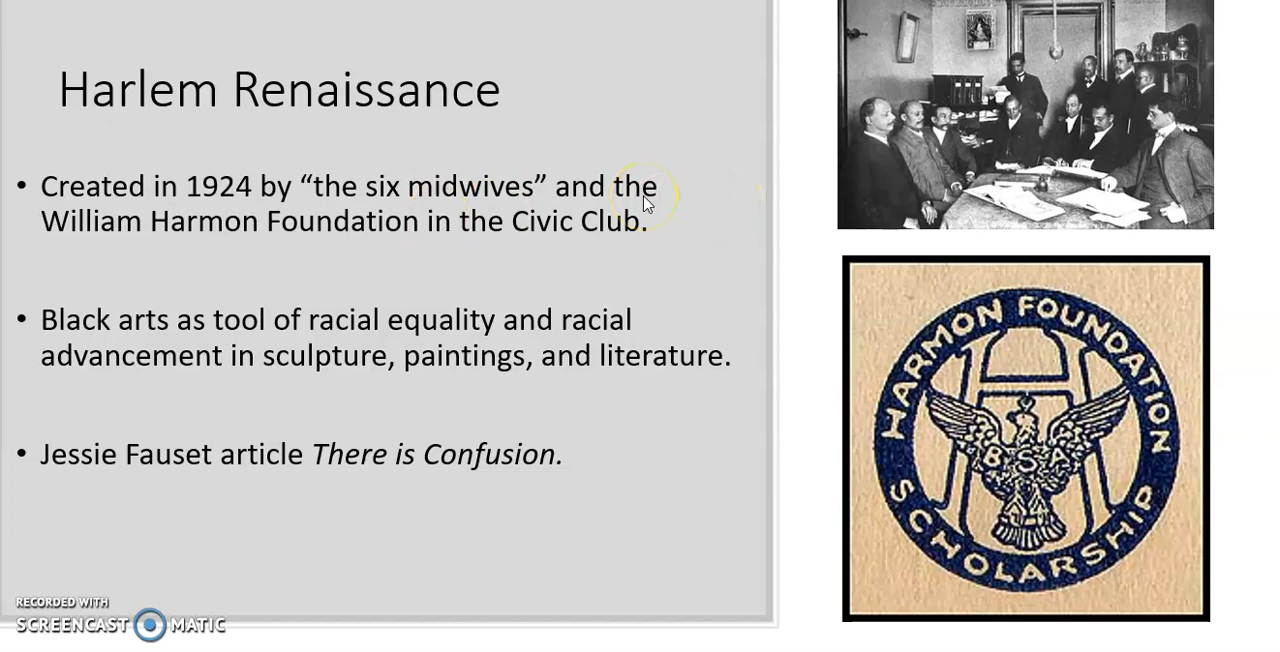 Harlem Renaissance
• Created in 1924 by “the six midwives” and the
William Harmon Foundation in the Civic Club.
• Black arts as tool of racial equality and racial
advancement in sculpture, paintings, and literature.
• Jessie Fauset article There is Confusion.
HARMON FOUNDATION
BSA
SCHOLARSHIP
RECORDED WITH
SCREENCAST MATIC